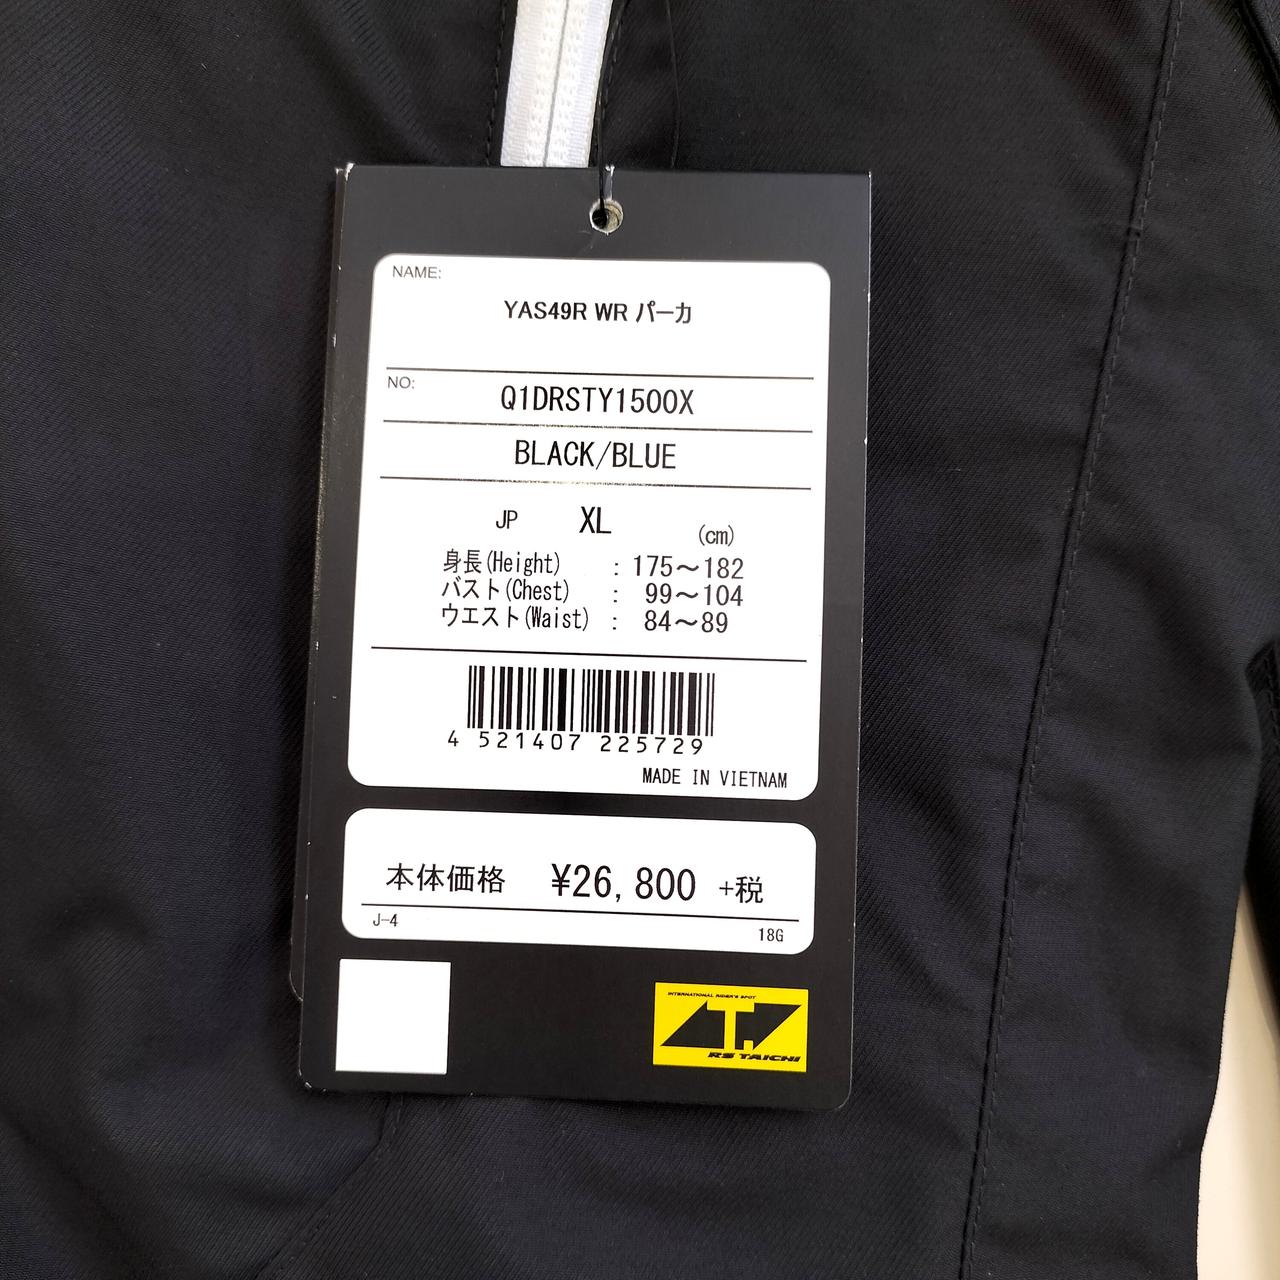 NAME:
YAS49R WR パーカ
NO:
Q1DRSTY1500X
BLACK/BLUE
JP XL (cm)
身長(Height) : 175～182
バスト(Chest) : 99～104
ウエスト(Waist) : 84～89
4 521407 225729
MADE IN VIETNAM
本体価格 ¥26,800 +税
J-4
18G
INTERNATIONAL RIDER'S SPOT
RS TAICHI